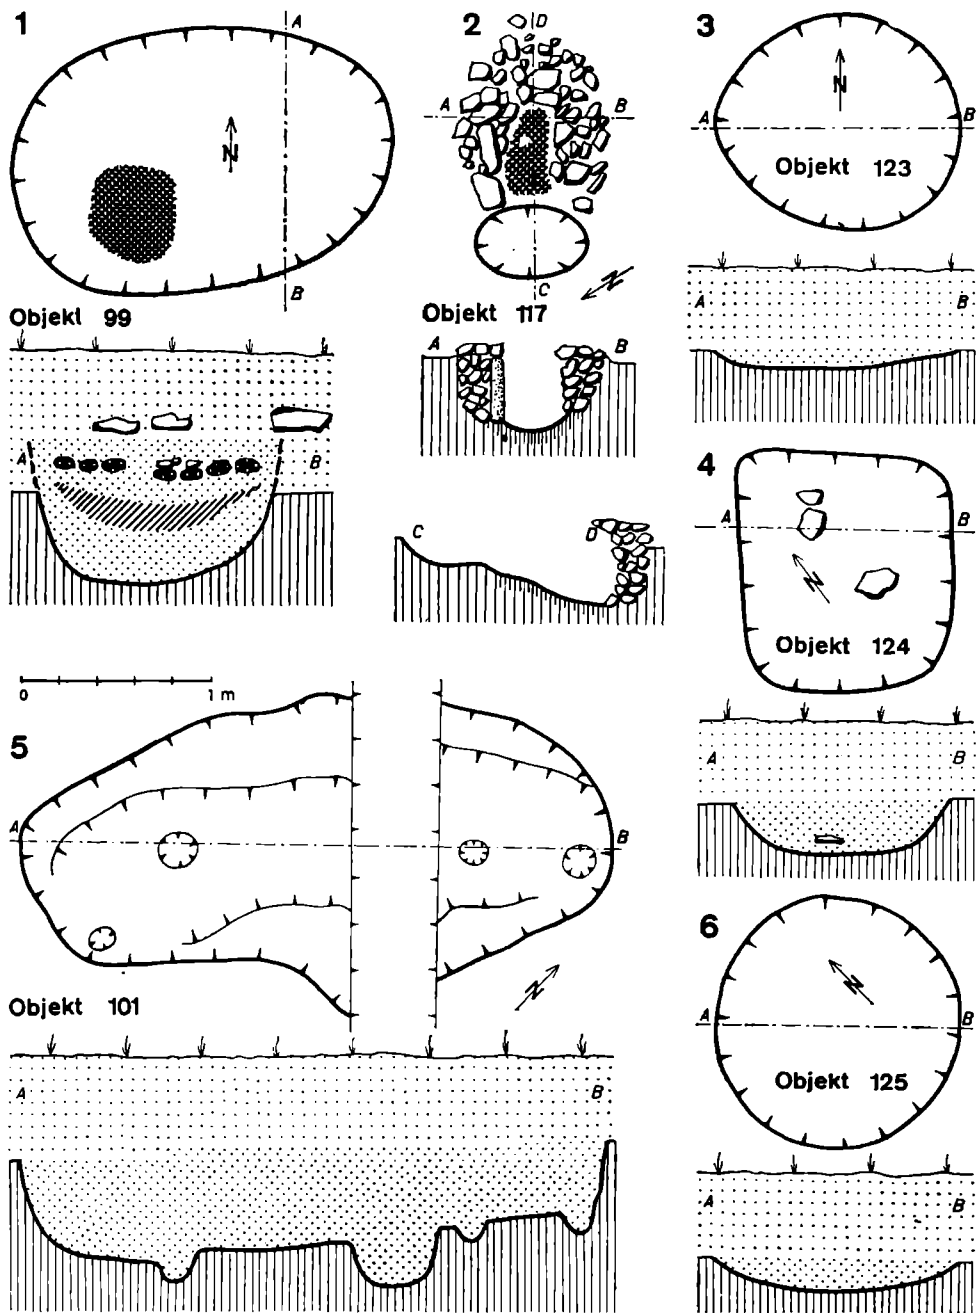 1
A
N
B
Objekt 99
A B
2
D
A B
C
N
Objekt 117
A B
C D
3
N
A B
Objekt 123
A B
4
A B
N
Objekt 124
A B
0 1 m
5
A B
N
Objekt 101
A B
6
N
A B
Objekt 125
A B